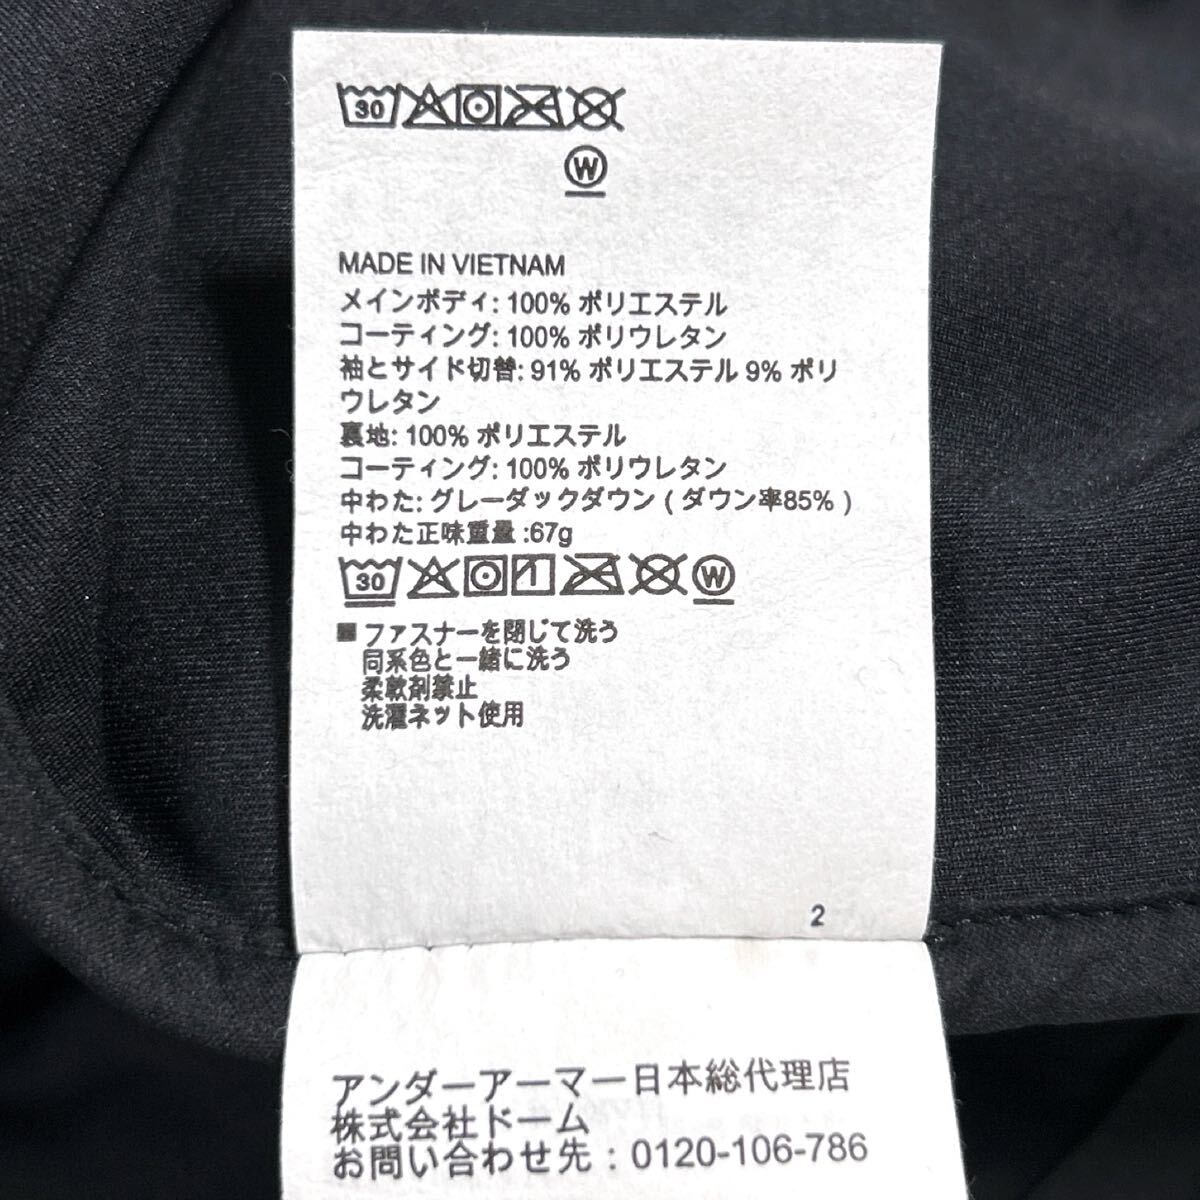 30
W
MADE IN VIETNAM
メインボディ: 100% ポリエステル
コーティング: 100% ポリウレタン
袖とサイド切替: 91% ポリエステル 9% ポリ
ウレタン
裏地: 100% ポリエステル
コーティング: 100% ポリウレタン
中わた: グレーダックダウン ( ダウン率85% )
中わた正味重量 :67g
30 1 W
■ ファスナーを閉じて洗う
同系色と一緒に洗う
柔軟剤禁止
洗濯ネット使用
2
アンダーアーマー日本総代理店
株式会社ドーム
お問い合わせ先 : 0120-106-786